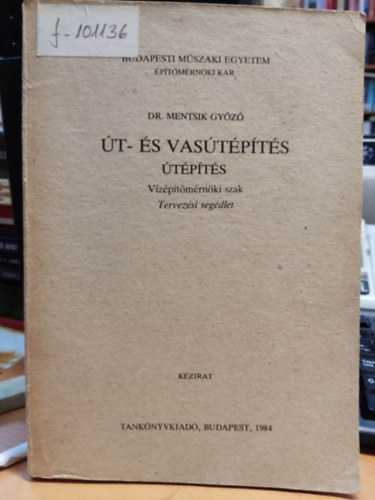 f-101136
BUDAPESTI MŰSZAKI EGYETEM
ÉPÍTŐMÉRNÖKI KAR
DR. MENTSIK GYŐZŐ
ÚT- ÉS VASÚTÉPÍTÉS
ÚTÉPÍTÉS
Vízépítőmérnöki szak
Tervezési segédlet
KÉZIRAT
TANKÖNYVKIADÓ, BUDAPEST, 1984